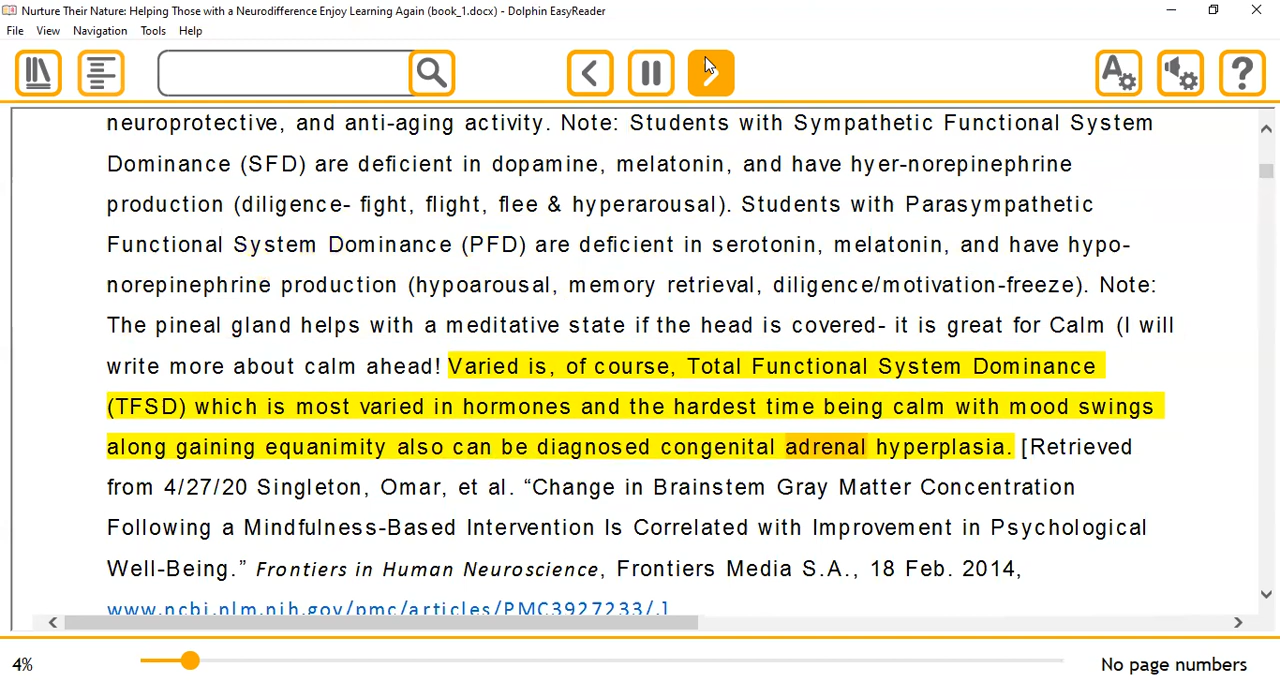 Nurture Their Nature: Helping Those with a Neurodifference Enjoy Learning Again (book_1.docx) - Dolphin EasyReader
File View Navigation Tools Help
neuroprotective, and anti-aging activity. Note: Students with Sympathetic Functional System
Dominance (SFD) are deficient in dopamine, melatonin, and have hyer-norepinephrine
production (diligence- fight, flight, flee & hyperarousal). Students with Parasympathetic
Functional System Dominance (PFD) are deficient in serotonin, melatonin, and have hypo-
norepinephrine production (hypoarousal, memory retrieval, diligence/motivation-freeze). Note:
The pineal gland helps with a meditative state if the head is covered- it is great for Calm (I will
write more about calm ahead! Varied is, of course, Total Functional System Dominance
(TFSD) which is most varied in hormones and the hardest time being calm with mood swings
along gaining equanimity also can be diagnosed congenital adrenal hyperplasia. [Retrieved
from 4/27/20 Singleton, Omar, et al. “Change in Brainstem Gray Matter Concentration
Following a Mindfulness-Based Intervention Is Correlated with Improvement in Psychological
Well-Being.” Frontiers in Human Neuroscience, Frontiers Media S.A., 18 Feb. 2014,
www.ncbi.nlm.nih.gov/pmc/articles/PMC3927233/.]
4%
No page numbers